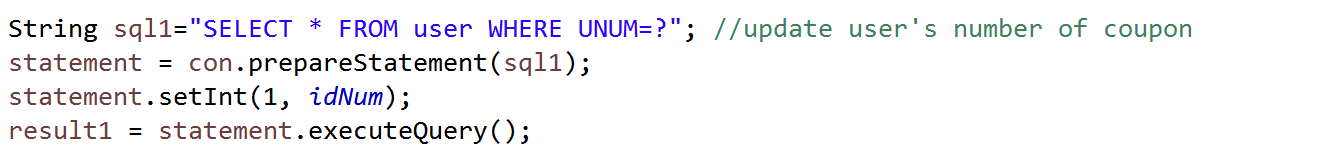 String sql1="SELECT * FROM user WHERE UNUM=?"; //update user's number of coupon
statement = con.prepareStatement(sql1);
statement.setInt(1, idNum);
result1 = statement.executeQuery();